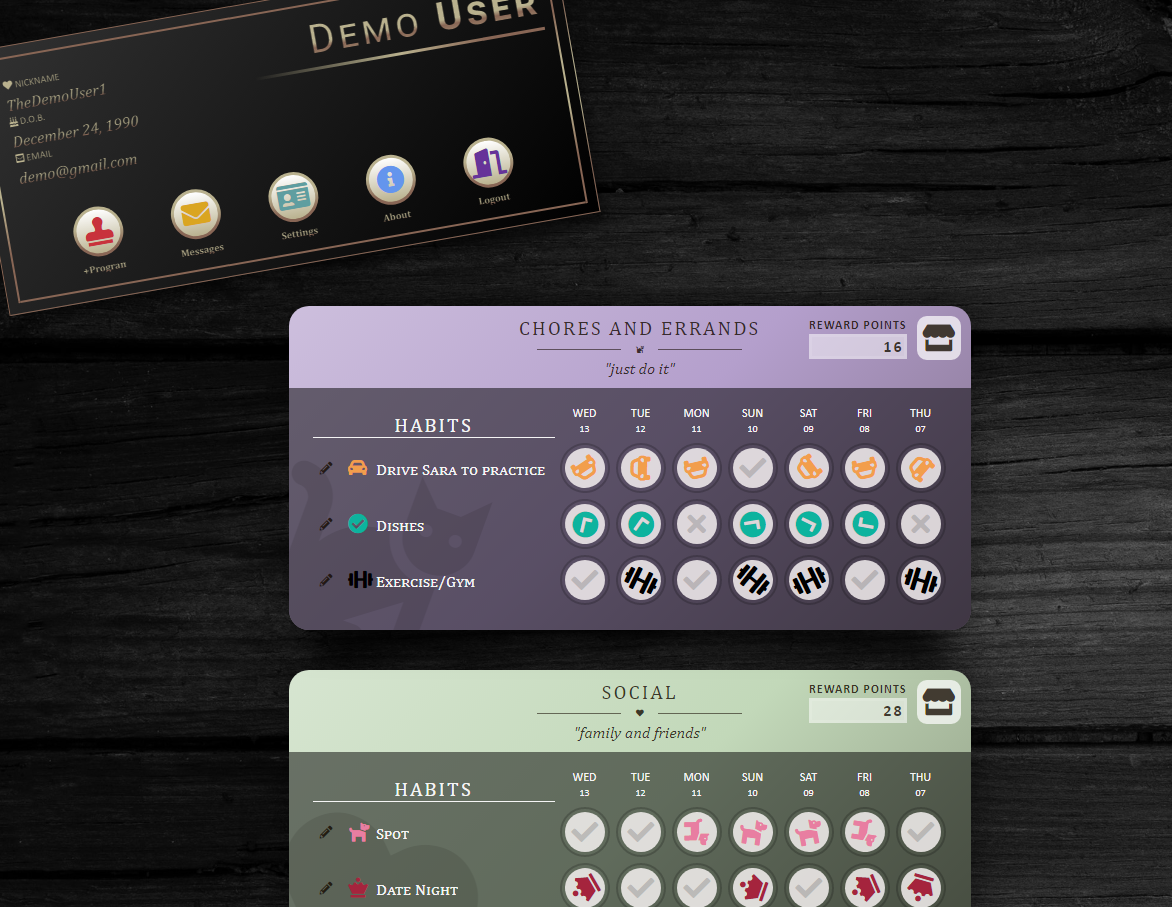 DEMO USER
NICKNAME
TheDemoUser1
D.O.B.
December 24, 1990
EMAIL
demo@gmail.com
+Program
Messages
Settings
About
Logout
CHORES AND ERRANDS
"just do it"
REWARD POINTS
16
HABITS
WED TUE MON SUN SAT FRI THU
13 12 11 10 09 08 07
DRIVE SARA TO PRACTICE
DISHES
EXERCISE/GYM
SOCIAL
"family and friends"
REWARD POINTS
28
HABITS
WED TUE MON SUN SAT FRI THU
13 12 11 10 09 08 07
SPOT
DATE NIGHT